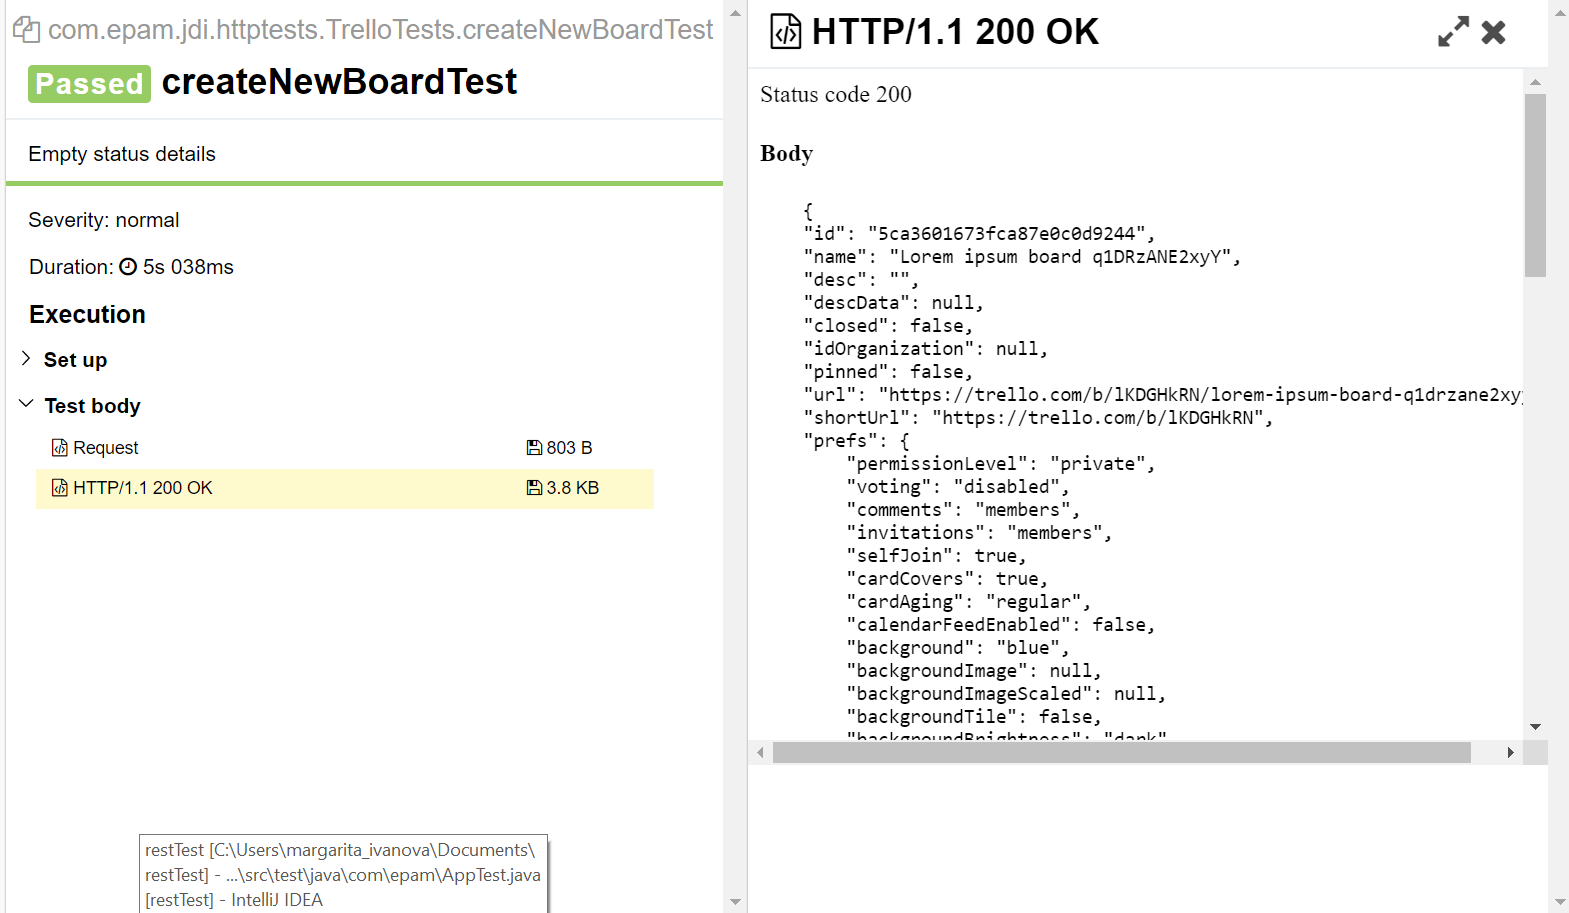 com.epam.jdi.httptests.TrelloTests.createNewBoardTest
Passed createNewBoardTest
Empty status details
Severity: normal
Duration: 5s 038ms
Execution
Set up
Test body
Request 803 B
HTTP/1.1 200 OK 3.8 KB
restTest [C:\Users\margarita_ivanova\Documents\
restTest] - ...\src\test\java\com\epam\AppTest.java
[restTest] - IntelliJ IDEA
HTTP/1.1 200 OK
Status code 200
Body
{
"id": "5ca3601673fca87e0c0d9244",
"name": "Lorem ipsum board q1DRzANE2xyY",
"desc": "",
"descData": null,
"closed": false,
"idOrganization": null,
"pinned": false,
"url": "https://trello.com/b/lKDGHkRN/lorem-ipsum-board-q1drzane2xyy
"shortUrl": "https://trello.com/b/lKDGHkRN",
"prefs": {
"permissionLevel": "private",
"voting": "disabled",
"comments": "members",
"invitations": "members",
"selfJoin": true,
"cardCovers": true,
"cardAging": "regular",
"calendarFeedEnabled": false,
"background": "blue",
"backgroundImage": null,
"backgroundImageScaled": null,
"backgroundTile": false,
"backgroundBrightness": "dark"